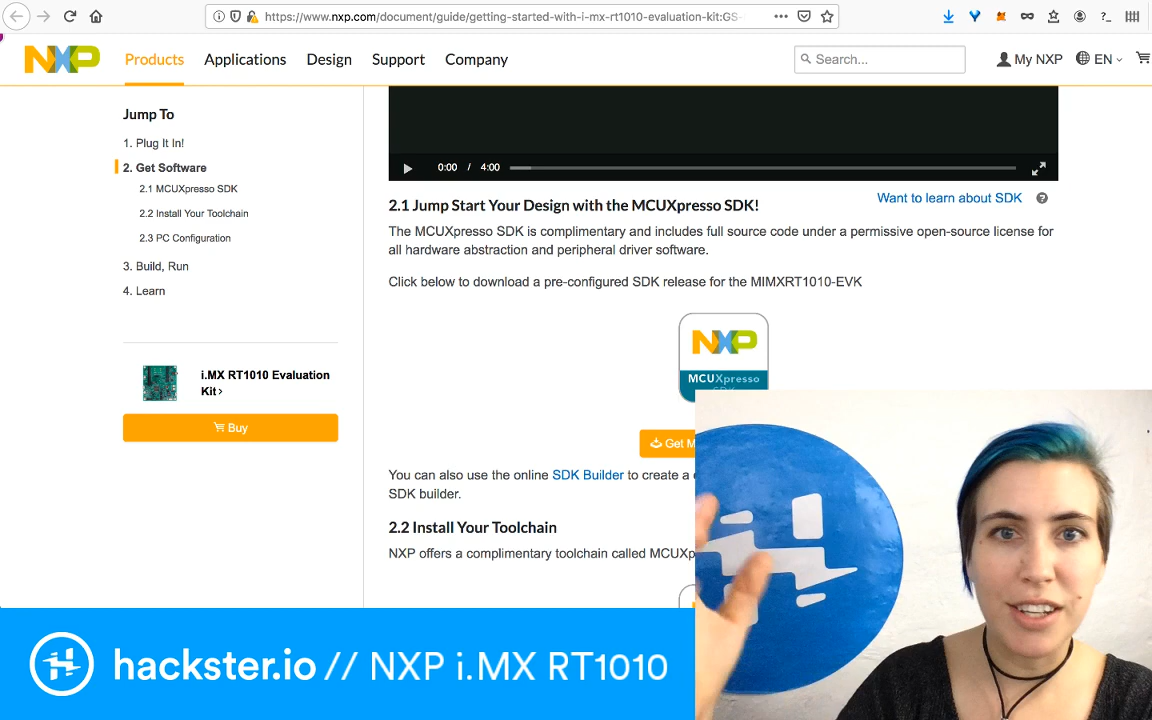 https://www.nxp.com/document/guide/getting-started-with-i-mx-rt1010-evaluation-kit:GS-
NXP
Products
Applications
Design
Support
Company
Search...
My NXP
EN
Jump To
1. Plug It In!
2. Get Software
2.1 MCUXpresso SDK
2.2 Install Your Toolchain
2.3 PC Configuration
3. Build, Run
4. Learn
i.MX RT1010 Evaluation
Kit
Buy
0:00 / 4:00
2.1 Jump Start Your Design with the MCUXpresso SDK!
Want to learn about SDK
The MCUXpresso SDK is complimentary and includes full source code under a permissive open-source license for
all hardware abstraction and peripheral driver software.
Click below to download a pre-configured SDK release for the MIMXRT1010-EVK
NXP
MCUXpresso
SDK
Get M
You can also use the online SDK Builder to create a
SDK builder.
2.2 Install Your Toolchain
NXP offers a complimentary toolchain called MCUXp
hackster.io // NXP i.MX RT1010